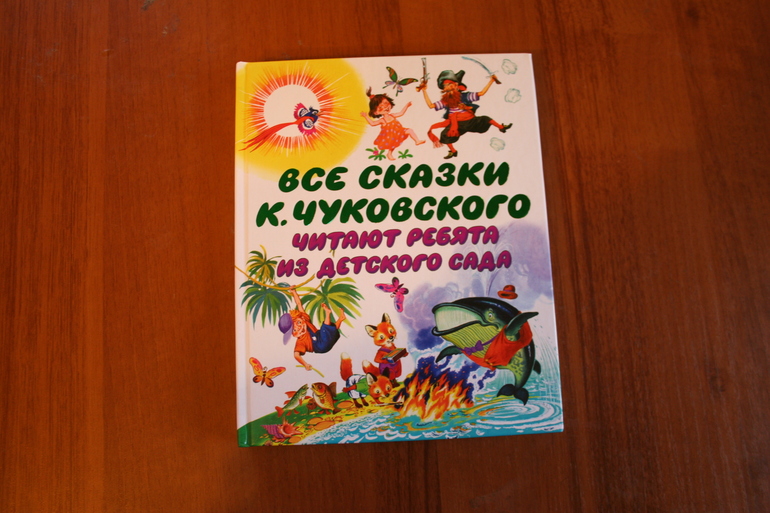 ВСЕ СКАЗКИ
К. ЧУКОВСКОГО
ЧИТАЮТ РЕБЯТА
ИЗ ДЕТСКОГО САДА